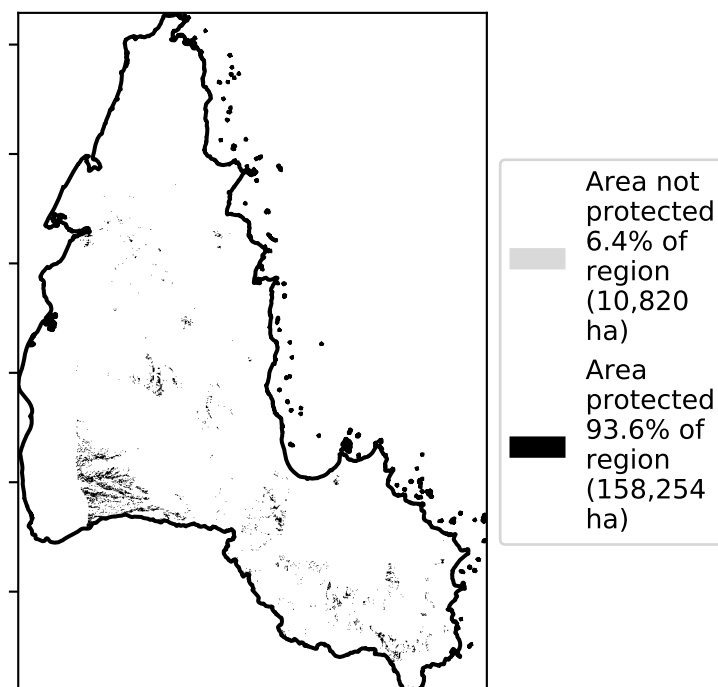 Area not
protected
6.4% of
region
(10,820
ha)
Area
protected
93.6% of
region
(158,254
ha)